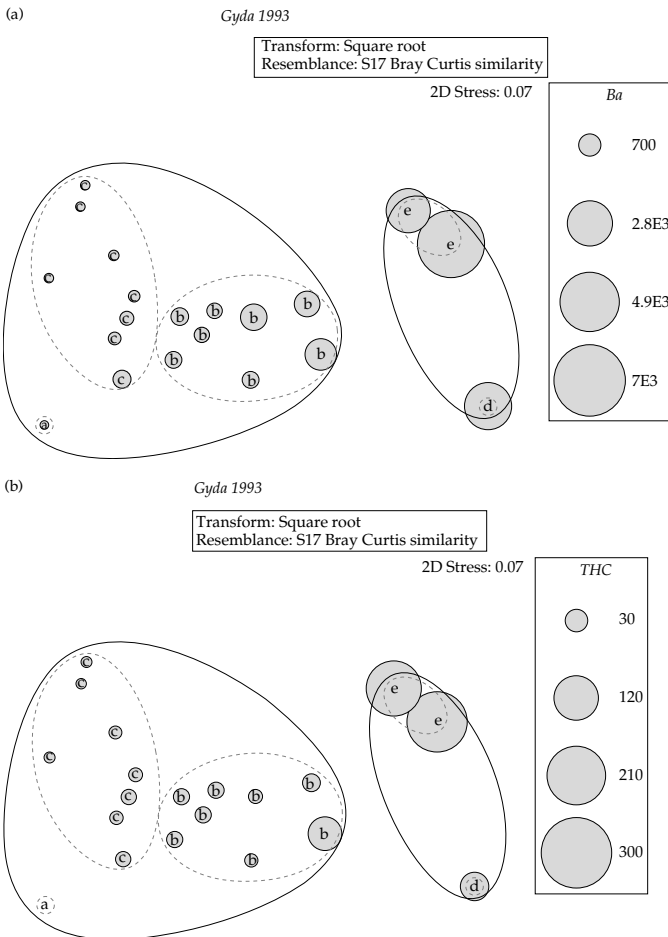 (a)
Gyda 1993
Transform: Square root
Resemblance: S17 Bray Curtis similarity
2D Stress: 0.07
Ba
700
2.8E3
4.9E3
7E3
c
c
c
c
c
c
c
c
b
b
b
b
b
b
b
b
a
e
e
d
(b)
Gyda 1993
Transform: Square root
Resemblance: S17 Bray Curtis similarity
2D Stress: 0.07
THC
30
120
210
300
c
c
c
c
c
c
c
c
b
b
b
b
b
b
b
b
a
e
e
d